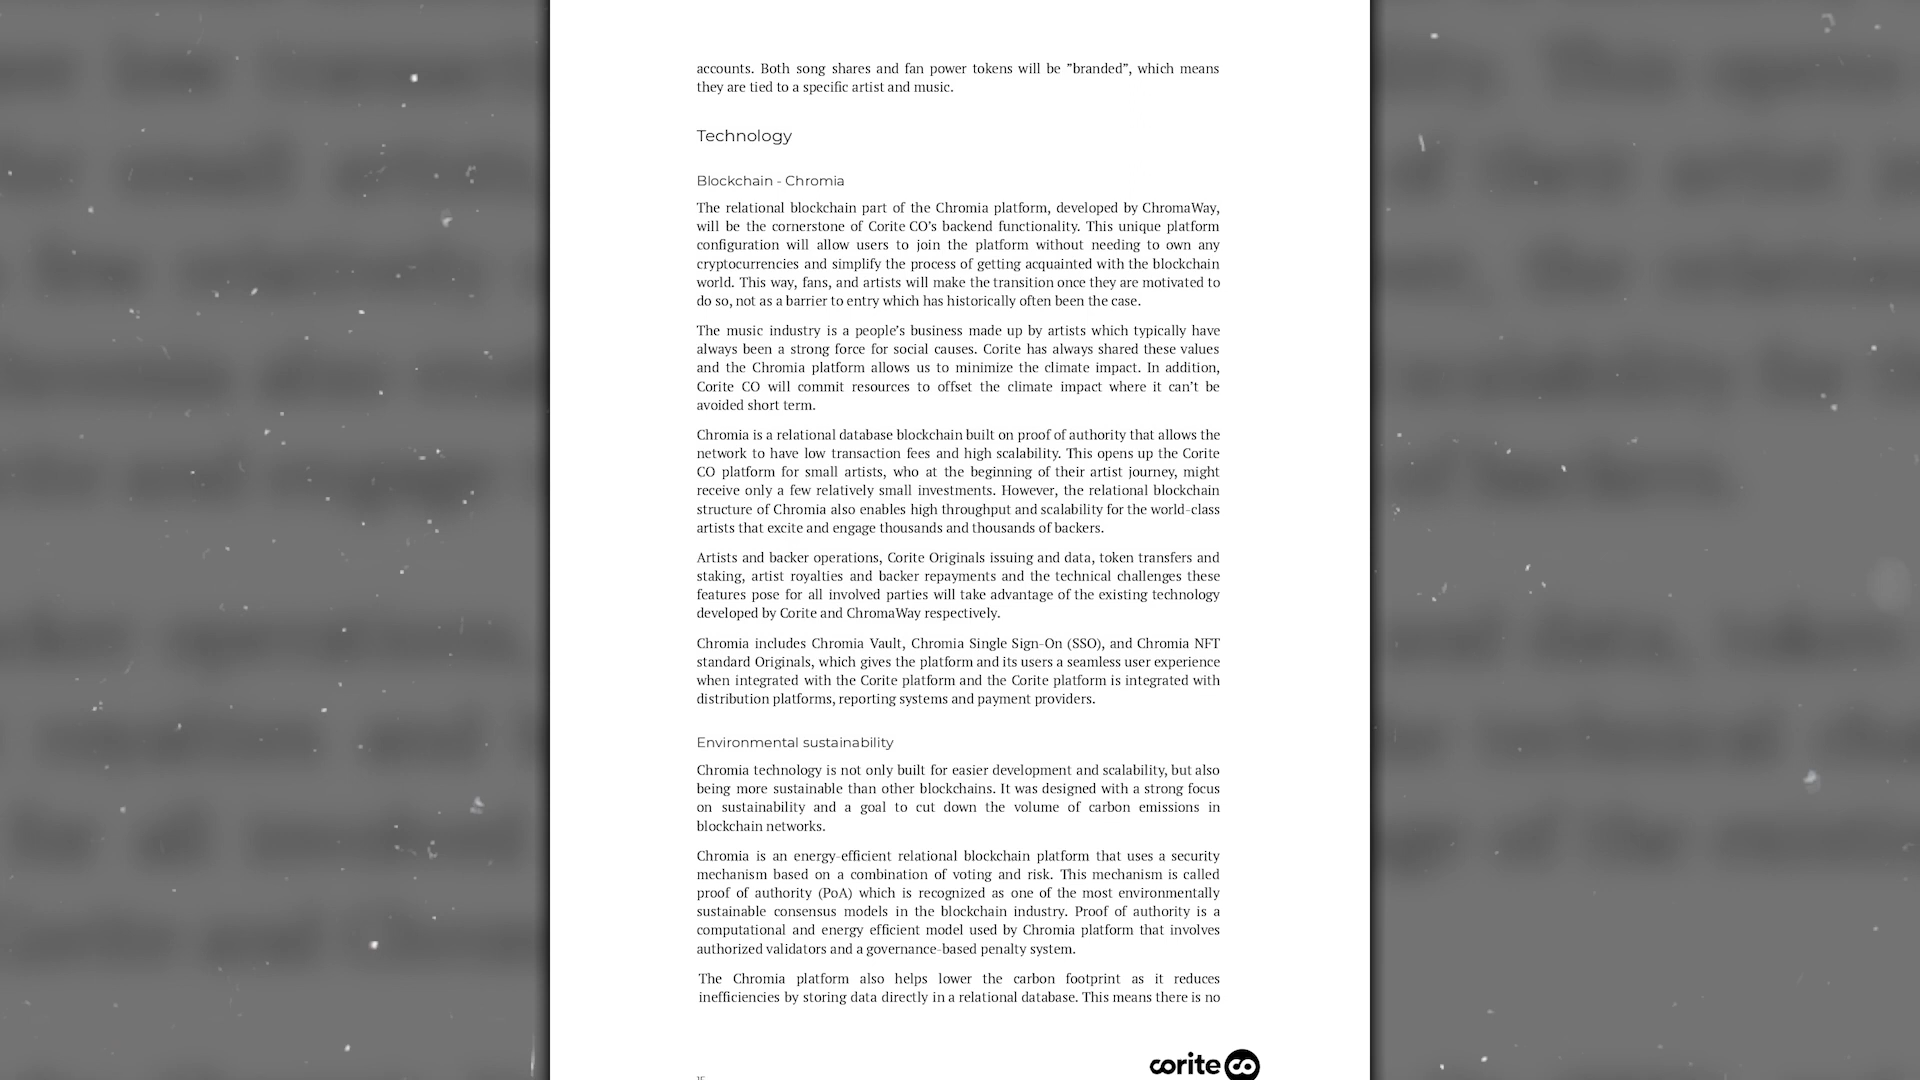 accounts. Both song shares and fan power tokens will be ”branded”, which means
they are tied to a specific artist and music.
Technology
Blockchain - Chromia
The relational blockchain part of the Chromia platform, developed by ChromaWay,
will be the cornerstone of Corite CO’s backend functionality. This unique platform
configuration will allow users to join the platform without needing to own any
cryptocurrencies and simplify the process of getting acquainted with the blockchain
world. This way, fans, and artists will make the transition once they are motivated to
do so, not as a barrier to entry which has historically often been the case.
The music industry is a people’s business made up by artists which typically have
always been a strong force for social causes. Corite has always shared these values
and the Chromia platform allows us to minimize the climate impact. In addition,
Corite CO will commit resources to offset the climate impact where it can’t be
avoided short term.
Chromia is a relational database blockchain built on proof of authority that allows the
network to have low transaction fees and high scalability. This opens up the Corite
CO platform for small artists, who at the beginning of their artist journey, might
receive only a few relatively small investments. However, the relational blockchain
structure of Chromia also enables high throughput and scalability for the world-class
artists that excite and engage thousands and thousands of backers.
Artists and backer operations, Corite Originals issuing and data, token transfers and
staking, artist royalties and backer repayments and the technical challenges these
features pose for all involved parties will take advantage of the existing technology
developed by Corite and ChromaWay respectively.
Chromia includes Chromia Vault, Chromia Single Sign-On (SSO), and Chromia NFT
standard Originals, which gives the platform and its users a seamless user experience
when integrated with the Corite platform and the Corite platform is integrated with
distribution platforms, reporting systems and payment providers.
Environmental sustainability
Chromia technology is not only built for easier development and scalability, but also
being more sustainable than other blockchains. It was designed with a strong focus
on sustainability and a goal to cut down the volume of carbon emissions in
blockchain networks.
Chromia is an energy-efficient relational blockchain platform that uses a security
mechanism based on a combination of voting and risk. This mechanism is called
proof of authority (PoA) which is recognized as one of the most environmentally
sustainable consensus models in the blockchain industry. Proof of authority is a
computational and energy efficient model used by Chromia platform that involves
authorized validators and a governance-based penalty system.
The Chromia platform also helps lower the carbon footprint as it reduces
inefficiencies by storing data directly in a relational database. This means there is no
corite co